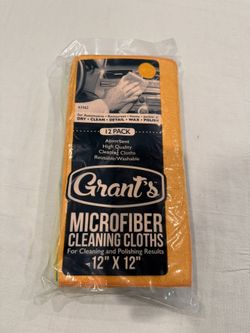 For Automotive • Restaurant • Home •
DRY • CLEAN • DETAIL • WAX • POLISH
12 PACK
Absorbent
High Quality
Cleaning Cloths
Reusable/Washable
Grant's
MICROFIBER
CLEANING CLOTHS
For Cleaning and Polishing Results
12" X 12"